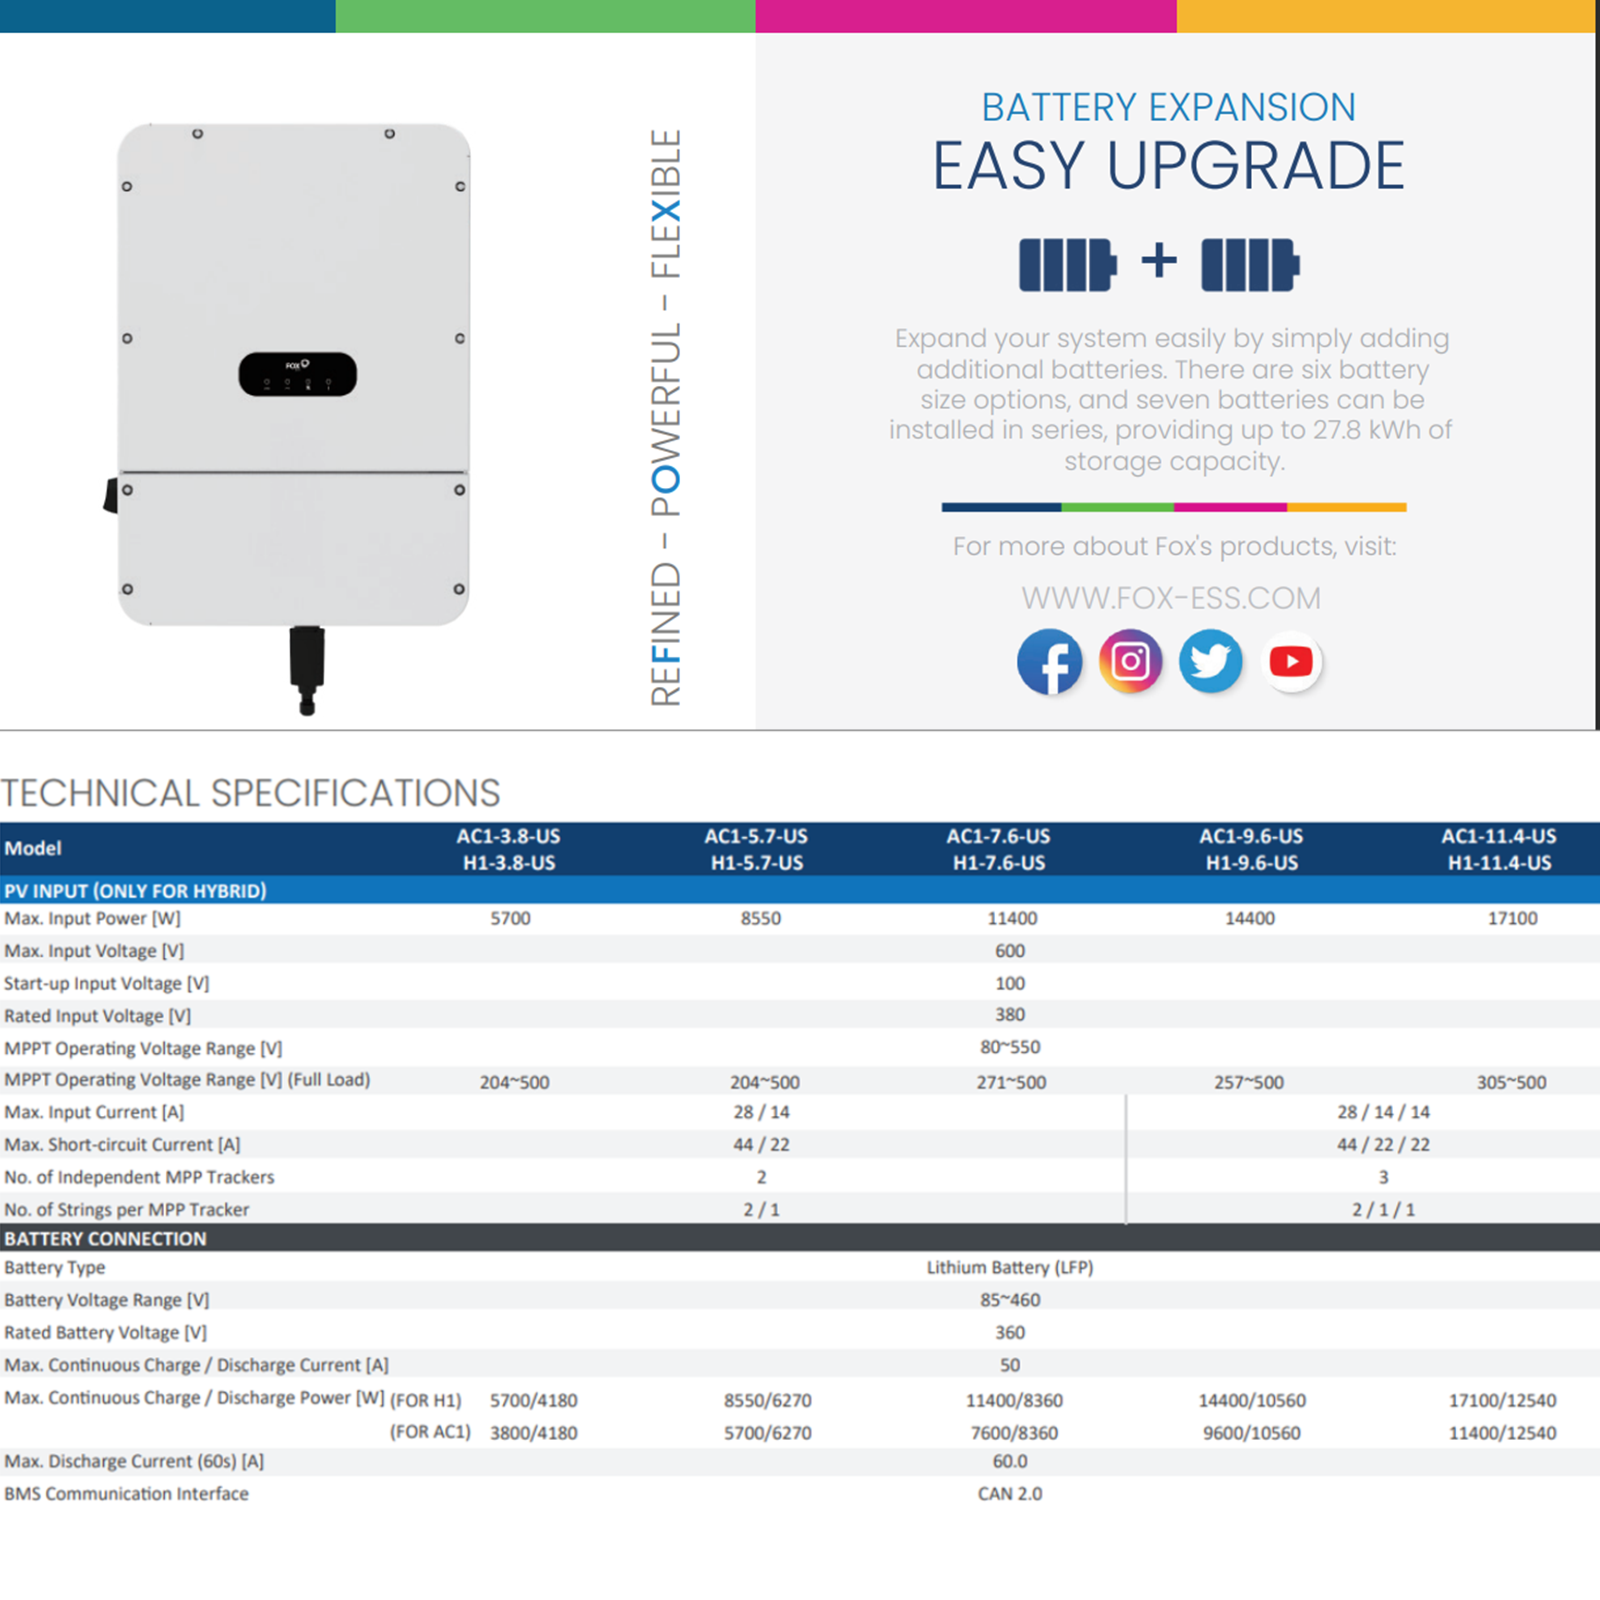 FOX
REFINED - POWERFUL - FLEXIBLE
BATTERY EXPANSION
EASY UPGRADE
+
Expand your system easily by simply adding
additional batteries. There are six battery
size options, and seven batteries can be
installed in series, providing up to 27.8 kWh of
storage capacity.
For more about Fox's products, visit:
WWW.FOX-ESS.COM
TECHNICAL SPECIFICATIONS
Model AC1-3.8-US AC1-5.7-US AC1-7.6-US AC1-9.6-US AC1-11.4-US
H1-3.8-US H1-5.7-US H1-7.6-US H1-9.6-US H1-11.4-US
PV INPUT (ONLY FOR HYBRID)
Max. Input Power [W] 5700 8550 11400 14400 17100
Max. Input Voltage [V] 600
Start-up Input Voltage [V] 100
Rated Input Voltage [V] 380
MPPT Operating Voltage Range [V] 80~550
MPPT Operating Voltage Range [V] (Full Load) 204~500 204~500 271~500 257~500 305~500
Max. Input Current [A] 28 / 14 28 / 14 / 14
Max. Short-circuit Current [A] 44 / 22 44 / 22 / 22
No. of Independent MPP Trackers 2 3
No. of Strings per MPP Tracker 2 / 1 2 / 1 / 1
BATTERY CONNECTION
Battery Type Lithium Battery (LFP)
Battery Voltage Range [V] 85~460
Rated Battery Voltage [V] 360
Max. Continuous Charge / Discharge Current [A] 50
Max. Continuous Charge / Discharge Power [W] (FOR H1) 5700/4180 8550/6270 11400/8360 14400/10560 17100/12540
(FOR AC1) 3800/4180 5700/6270 7600/8360 9600/10560 11400/12540
Max. Discharge Current (60s) [A] 60.0
BMS Communication Interface CAN 2.0